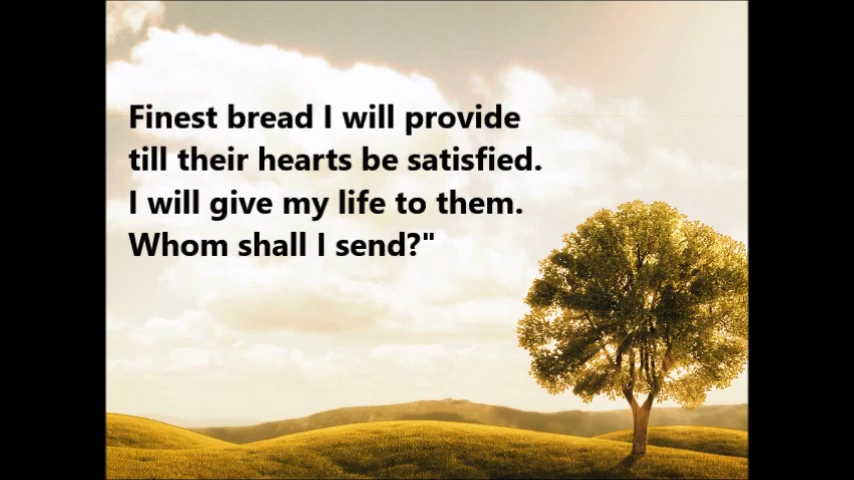 Finest bread I will provide
till their hearts be satisfied.
I will give my life to them.
Whom shall I send?"